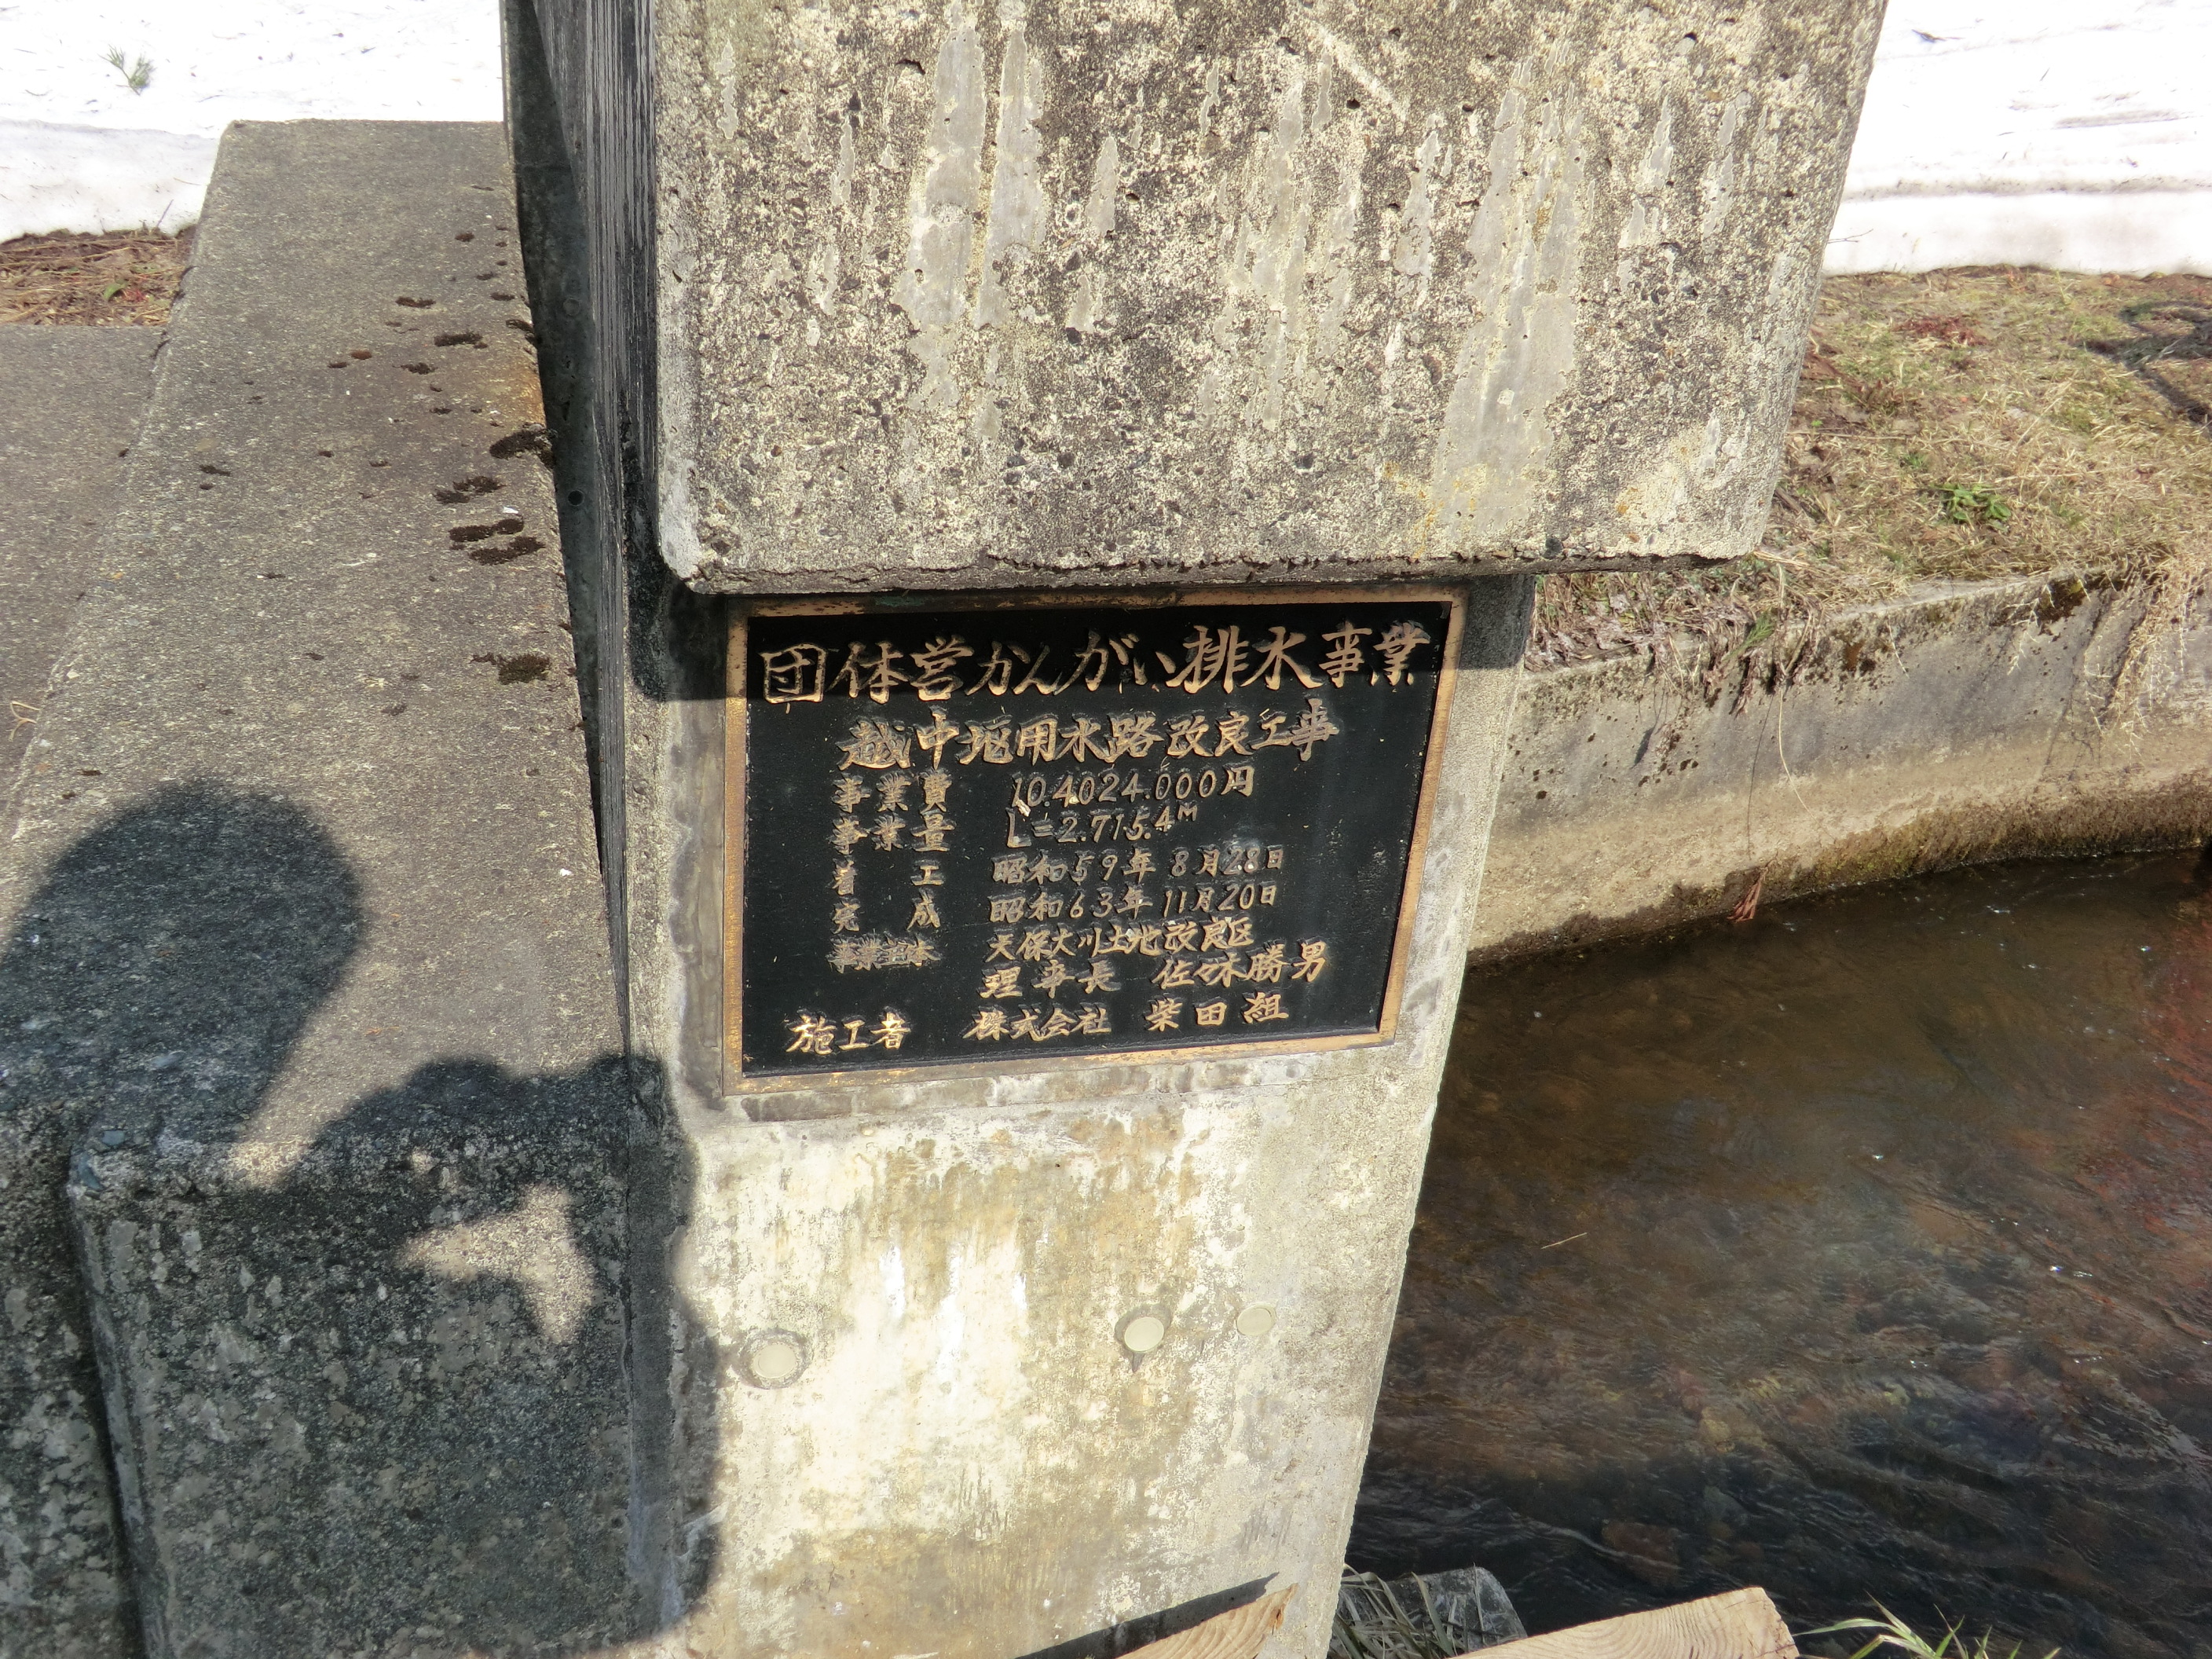 団体営かんがい排水事業
越中堰用水路改良工事
事業費 10.4024.000円
事業量 L=2.715.4M
着工 昭和59年8月28日
完成 昭和63年11月20日
事業主体 天保大川土地改良区
理事長 佐々木勝男
施工者 株式会社 柴田組